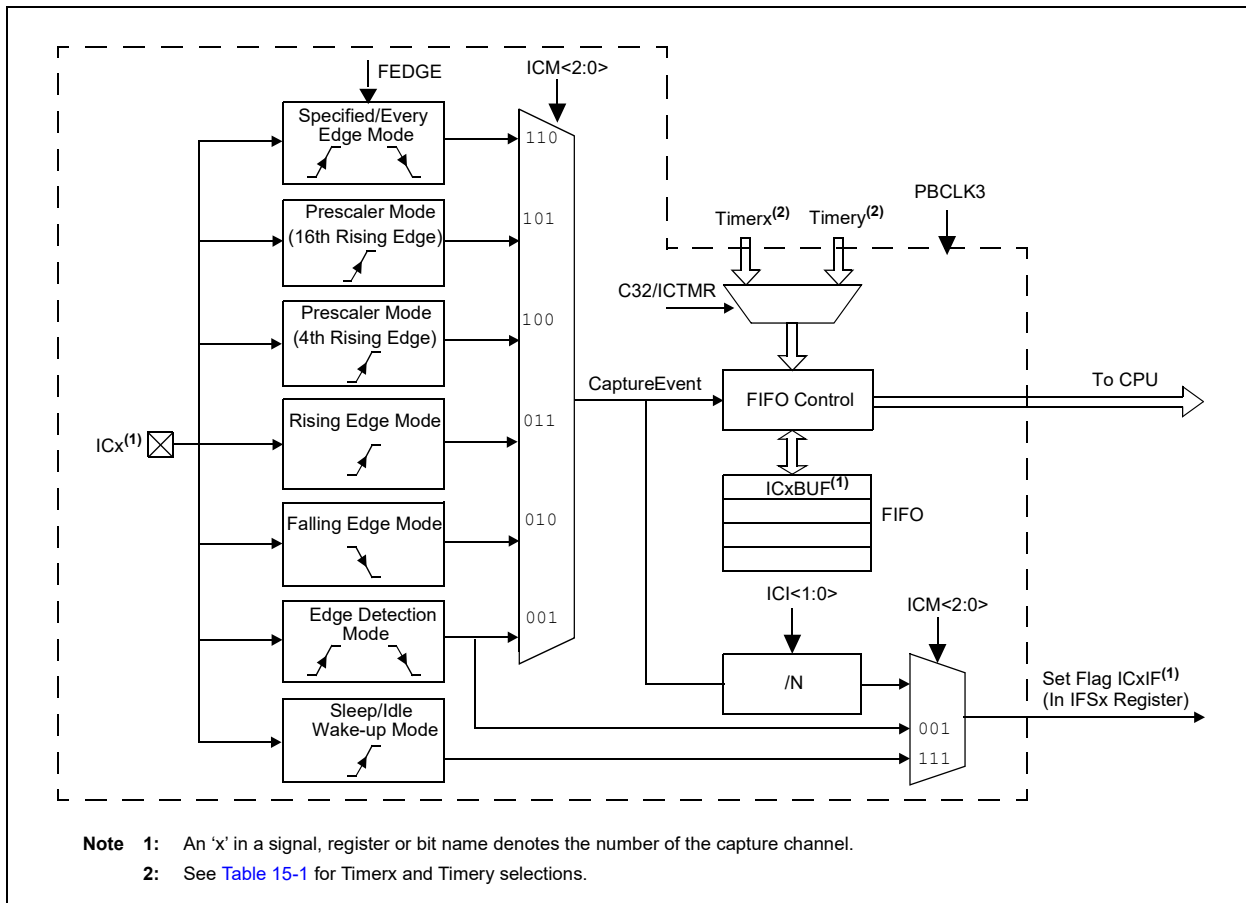 FEDGE
ICM<2:0>
Specified/Every
Edge Mode
110
Prescaler Mode
(16th Rising Edge)
101
Prescaler Mode
(4th Rising Edge)
100
Rising Edge Mode
011
ICx(1)
Falling Edge Mode
010
Edge Detection
Mode
001
Sleep/Idle
Wake-up Mode
PBCLK3
Timerx(2)
Timery(2)
C32/ICTMR
CaptureEvent
FIFO Control
To CPU
ICxBUF(1)
FIFO
ICI<1:0>
ICM<2:0>
/N
001
111
Set Flag ICxIF(1)
(In IFSx Register)
Note 1: An ‘x’ in a signal, register or bit name denotes the number of the capture channel.
2: See Table 15-1 for Timerx and Timery selections.